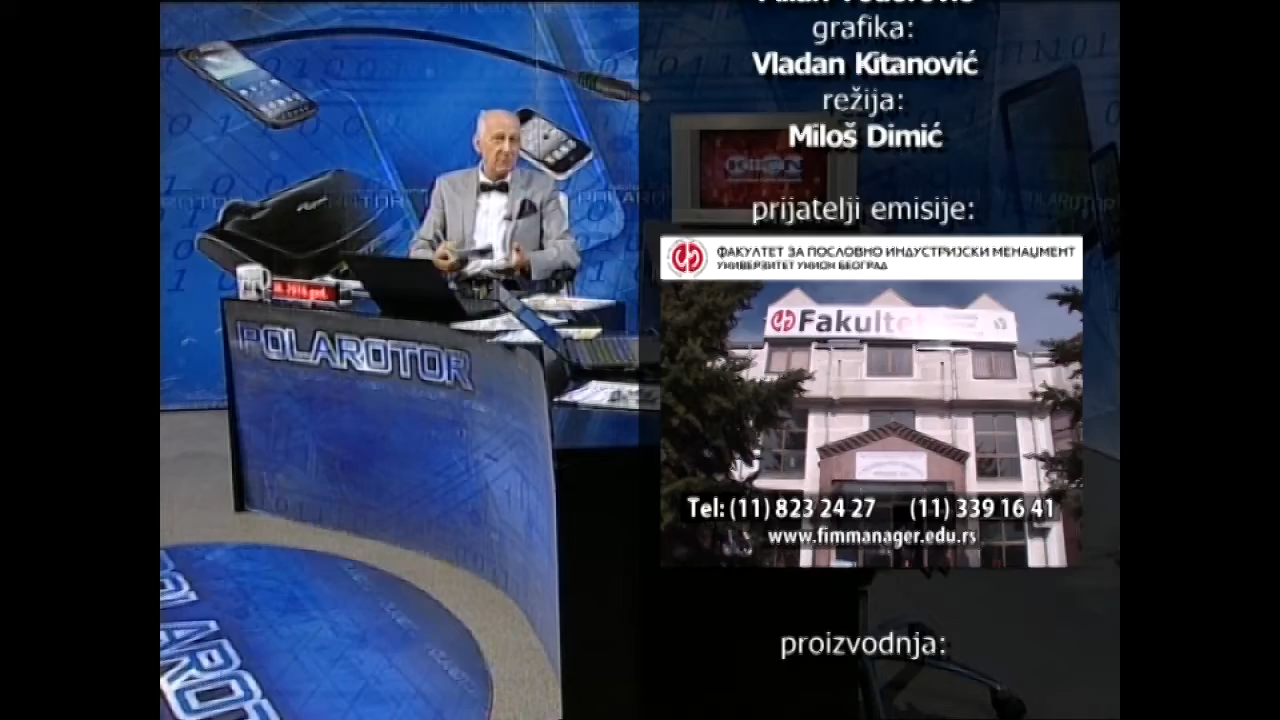 POLAROTOR
grafika:
Vladan Kitanović
režija:
Miloš Dimić
prijatelji emisije:
ФАКУЛТЕТ ЗА ПОСЛОВНО ИНДУСТРИЈСКИ МЕНАЏМЕНТ
УНИВЕРЗИТЕТ УНИОН БЕОГРАД
Fakultet
Tel: (11) 823 24 27 (11) 339 16 41
www.fimmanager.edu.rs
proizvodnja: